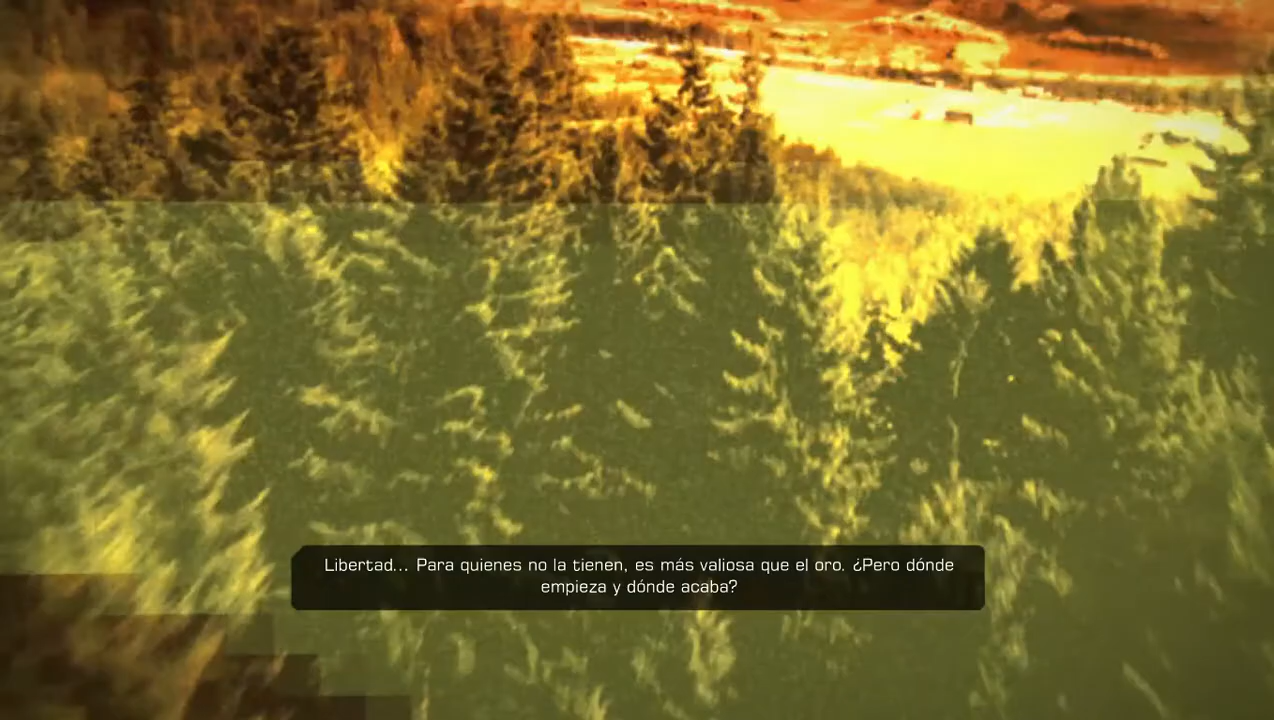 Libertad... Para quienes no la tienen, es más valiosa que el oro. ¿Pero dónde
empieza y dónde acaba?